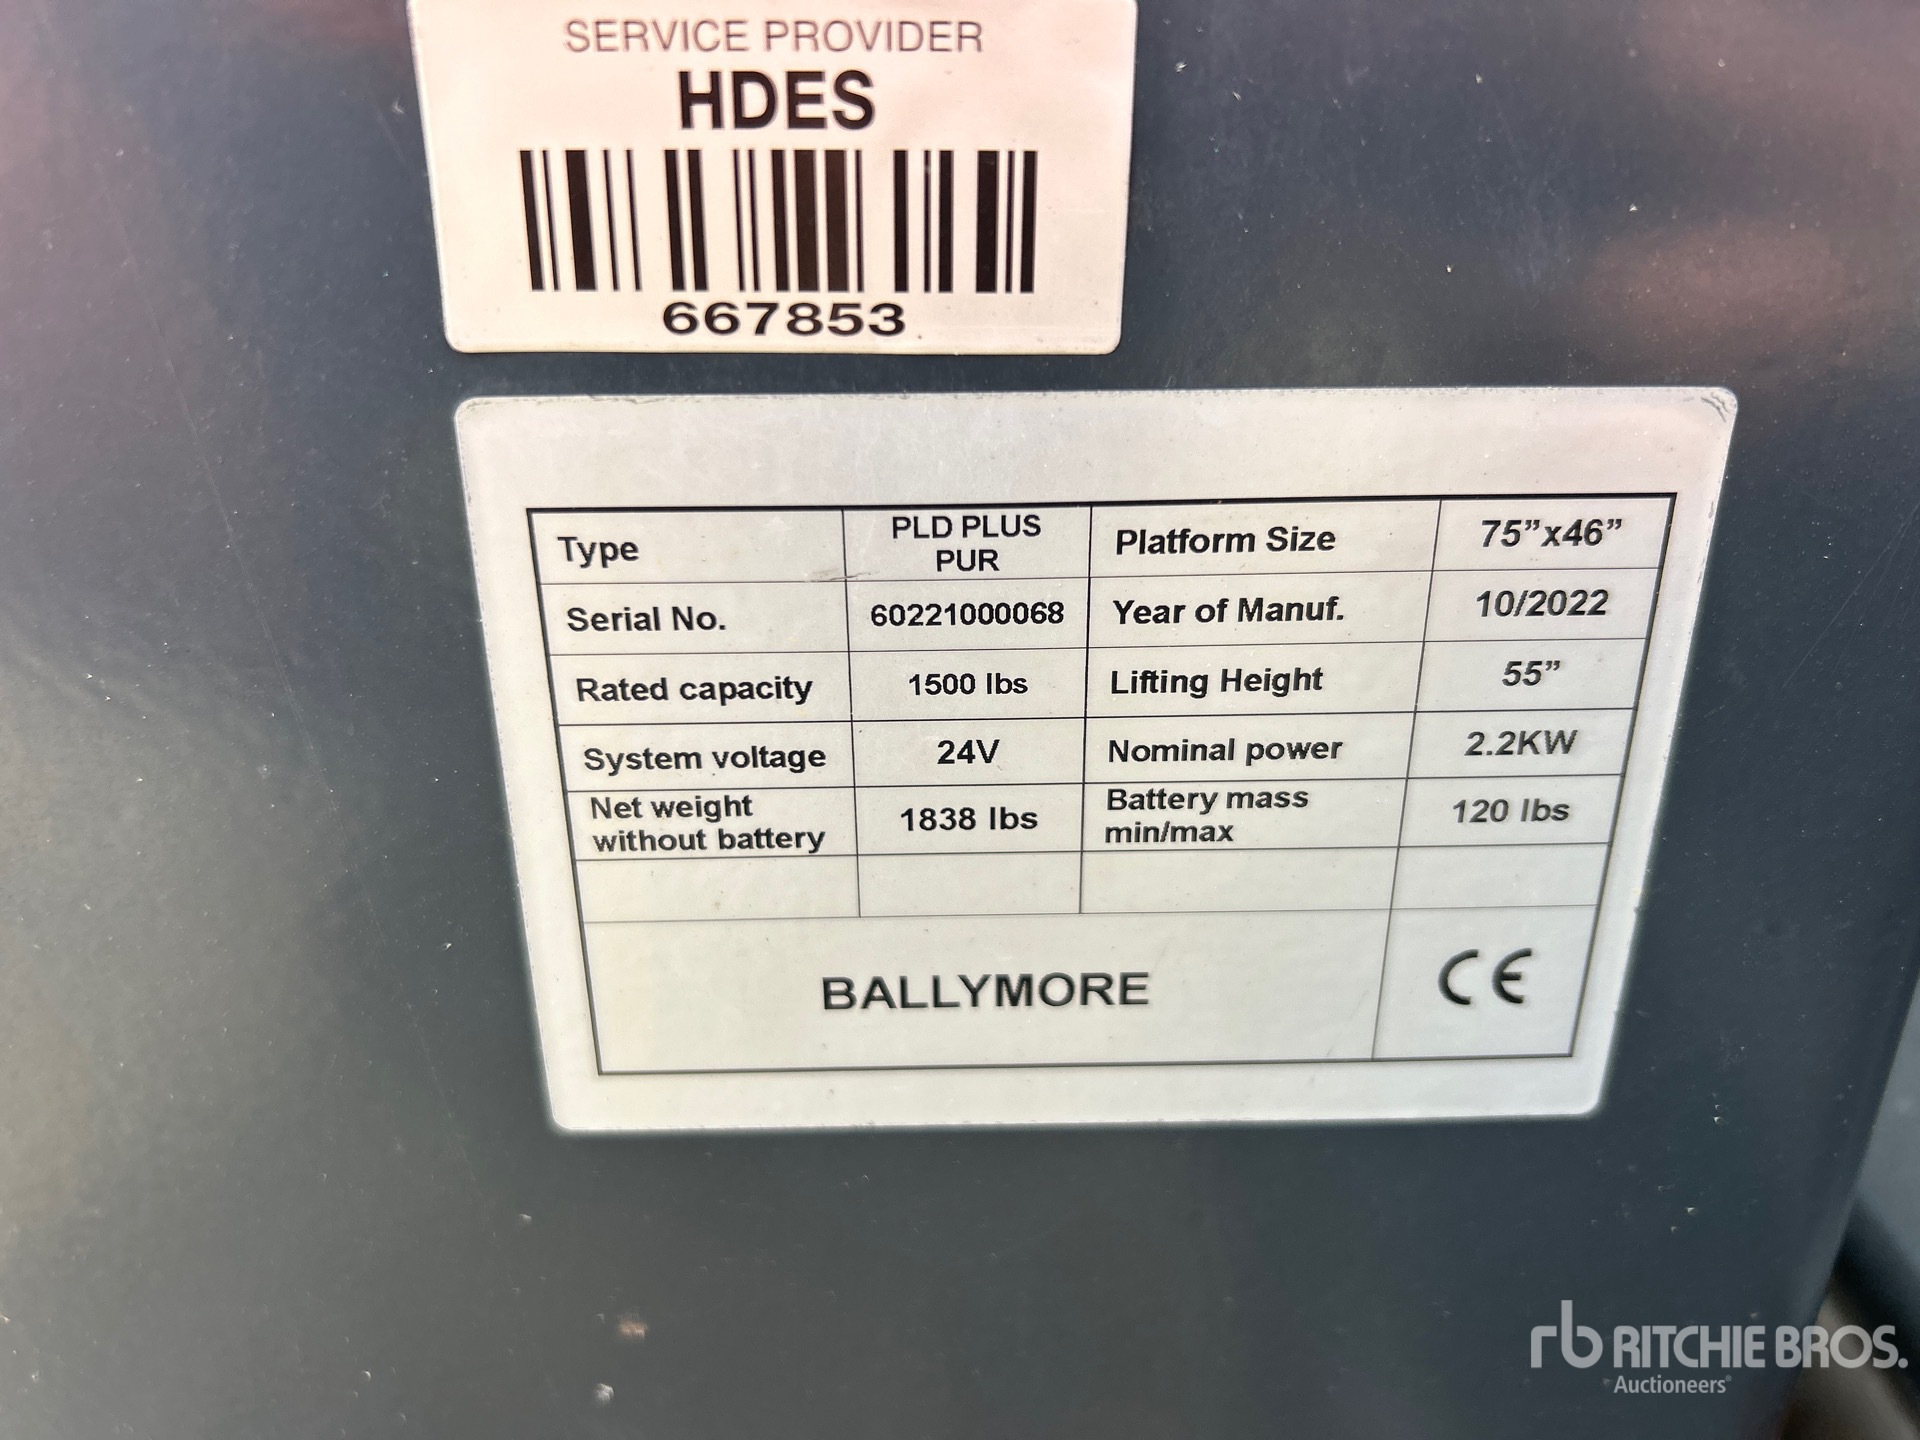 SERVICE PROVIDER
HDES
667853
Type PLD PLUS PUR Platform Size 75”x46”
Serial No. 60221000068 Year of Manuf. 10/2022
Rated capacity 1500 lbs Lifting Height 55”
System voltage 24V Nominal power 2.2KW
Net weight without battery 1838 lbs Battery mass min/max 120 lbs
BALLYMORE CE
rb RITCHIE BROS.
Auctioneers®